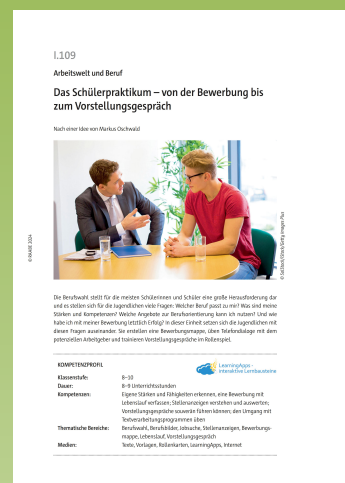 I.109
Arbeitswelt und Beruf
Das Schülerpraktikum – von der Bewerbung bis
zum Vorstellungsgespräch
Nach einer Idee von Markus Oschwald
© RAABE 2024
Die Berufswahl stellt für die meisten Schülerinnen und Schüler eine große Herausforderung dar
und es stellen sich für die Jugendlichen viele Fragen: Welcher Beruf passt zu mir? Was sind meine
Stärken und Kompetenzen? Welche Angebote zur Berufsorientierung kann ich nutzen? Und wie
habe ich mit meiner Bewerbung letztlich Erfolg? In dieser Einheit setzen sich die Jugendlichen mit
diesen Fragen auseinander. Sie erstellen eine Bewerbungsmappe, üben Telefondialoge mit dem
potenziellen Arbeitgeber und trainieren Vorstellungsgespräche im Rollenspiel.
KOMPETENZPROFIL
LearningApps –
interaktive Lernbausteine
Klassenstufe: 8–10
Dauer: 8–9 Unterrichtsstunden
Kompetenzen: Eigene Stärken und Fähigkeiten erkennen, eine Bewerbung mit
Lebenslauf verfassen; Stellenanzeigen verstehen und auswerten;
Vorstellungsgespräche souverän führen können; den Umgang mit
Textverarbeitungsprogrammen üben
Thematische Bereiche: Berufswahl, Berufsbilder, Jobsuche, Stellenanzeigen, Bewerbungs-
mappe, Lebenslauf, Vorstellungsgespräch
Medien: Texte, Vorlagen, Rollenkarten, LearningApps, Internet